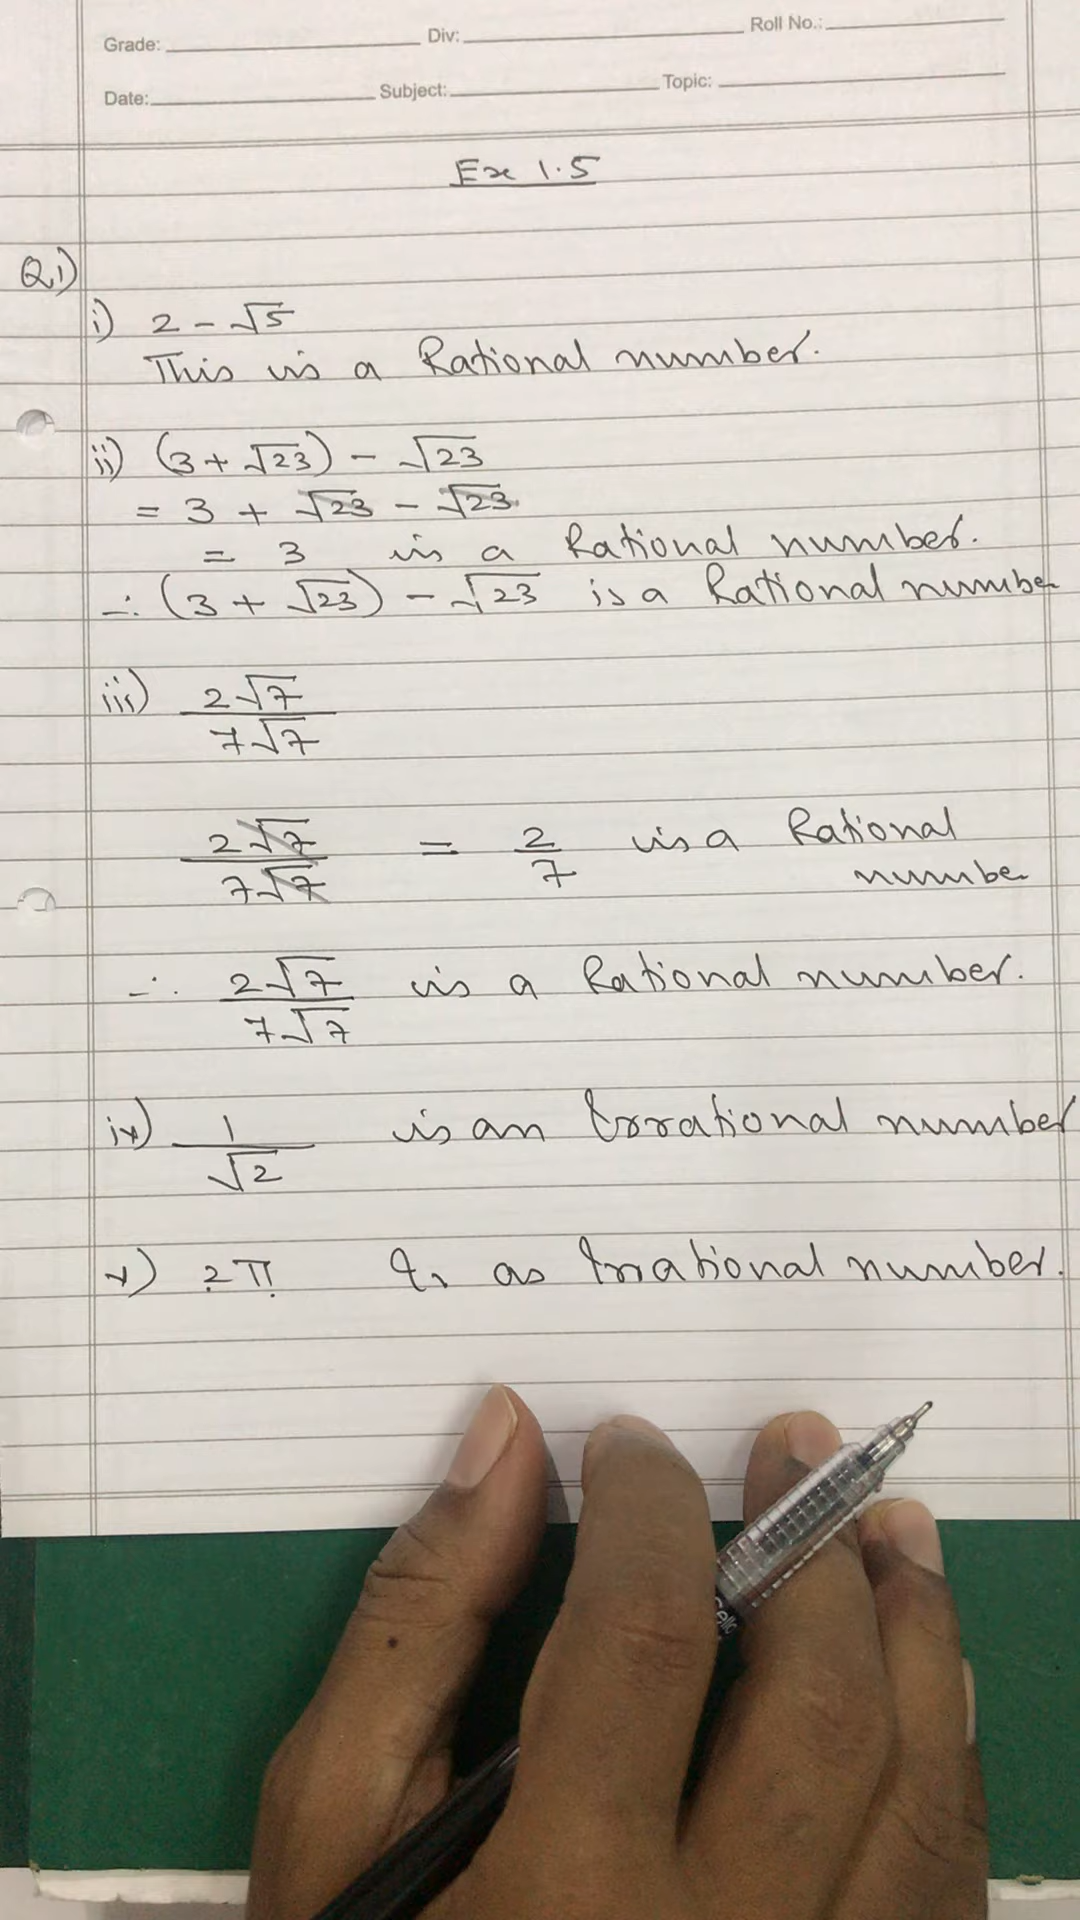 Grade: Div: Roll No.:
Date: Subject: Topic:
Ex 1.5
Q1)
i) 2 - √5
This is a Rational number.
ii) (3 + √23) - √23
= 3 + √23 - √23
= 3 is a Rational number.
∴ (3 + √23) - √23 is a Rational number
iii) 2√7
7√7
2√7 / 7√7 = 2/7 is a Rational
number
∴ 2√7 / 7√7 is a Rational number.
iv) 1/√2 is an Irrational number
v) 2π as Irrational number.
Cello